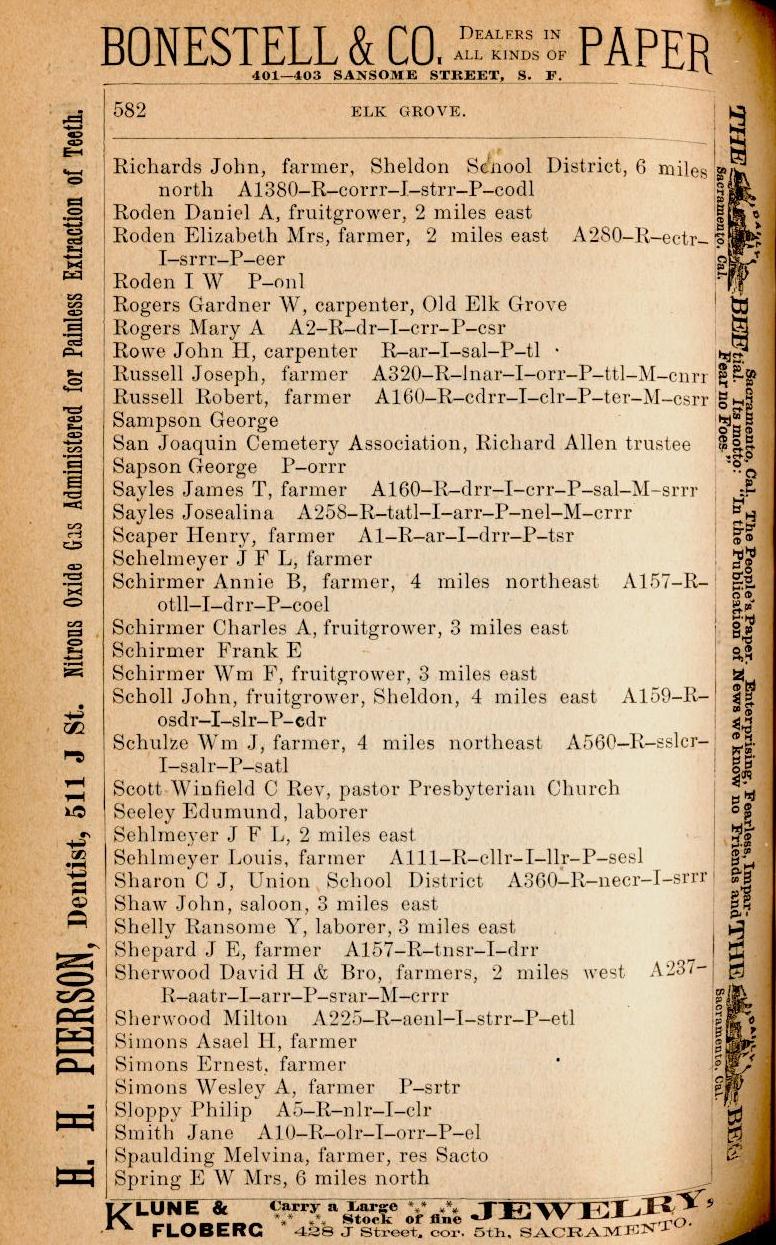 BONESTELL & CO. DEALERS IN ALL KINDS OF PAPER
401—403 SANSOME STREET, S. F.
582 ELK GROVE.
Richards John, farmer, Sheldon School District, 6 miles
north A1380–R–corrr–I–strr–P–codl
Roden Daniel A, fruitgrower, 2 miles east
Roden Elizabeth Mrs, farmer, 2 miles east A280–R–ectr–
I–srrr–P–eer
Roden I W P–onl
Rogers Gardner W, carpenter, Old Elk Grove
Rogers Mary A A2–R–dr–I–crr–P–csr
Rowe John H, carpenter R–ar–I–sal–P–tl
Russell Joseph, farmer A320–R–lnar–I–orr–P–ttl–M–cnrr
Russell Robert, farmer A160–R–cdrr–I–clr–P–ter–M–csrr
Sampson George
San Joaquin Cemetery Association, Richard Allen trustee
Sapson George P–orrr
Sayles James T, farmer A160–R–drr–I–crr–P–sal–M–srrr
Sayles Josealina A258–R–tatl–I–arr–P–nel–M–crrr
Scaper Henry, farmer A1–R–ar–I–drr–P–tsr
Schelmeyer J F L, farmer
Schirmer Annie B, farmer, 4 miles northeast A157–R–
otll–I–drr–P–coel
Schirmer Charles A, fruitgrower, 3 miles east
Schirmer Frank E
Schirmer Wm F, fruitgrower, 3 miles east
Scholl John, fruitgrower, Sheldon, 4 miles east A159–R–
osdr–I–slr–P–cdr
Schulze Wm J, farmer, 4 miles northeast A560–R–sslcr–
I–salr–P–satl
Scott Winfield C Rev, pastor Presbyterian Church
Seeley Edumund, laborer
Sehlmeyer J F L, 2 miles east
Sehlmeyer Louis, farmer A111–R–cllr–I–llr–P–sesl
Sharon C J, Union School District A360–R–necr–I–srrr
Shaw John, saloon, 3 miles east
Shelly Ransome Y, laborer, 3 miles east
Shepard J E, farmer A157–R–tnsr–I–drr
Sherwood David H & Bro, farmers, 2 miles west A237–
R–aatr–I–arr–P–srar–M–crrr
Sherwood Milton A225–R–aenl–I–strr–P–etl
Simons Asael H, farmer
Simons Ernest, farmer
Simons Wesley A, farmer P–srtr
Sloppy Philip A5–R–nlr–I–clr
Smith Jane A10–R–olr–I–orr–P–el
Spaulding Melvina, farmer, res Sacto
Spring E W Mrs, 6 miles north
KLUNE & FLOBERG Carry a Large Stock of fine JEWELRY,
428 J Street, cor. 5th, SACRAMENTO.
H. H. PIERSON, Dentist, 511 J St. Nitrous Oxide Gas Administered for Painless Extraction of Teeth.
THE DAILY BEE
Sacramento, Cal.
Sacramento, Cal. The People's Paper. Enterprising, Fearless, Impar-
tial. Its motto: "In the Publication of News we know no Friends and
Fear no Foes."
THE DAILY BEE
Sacramento, Cal.